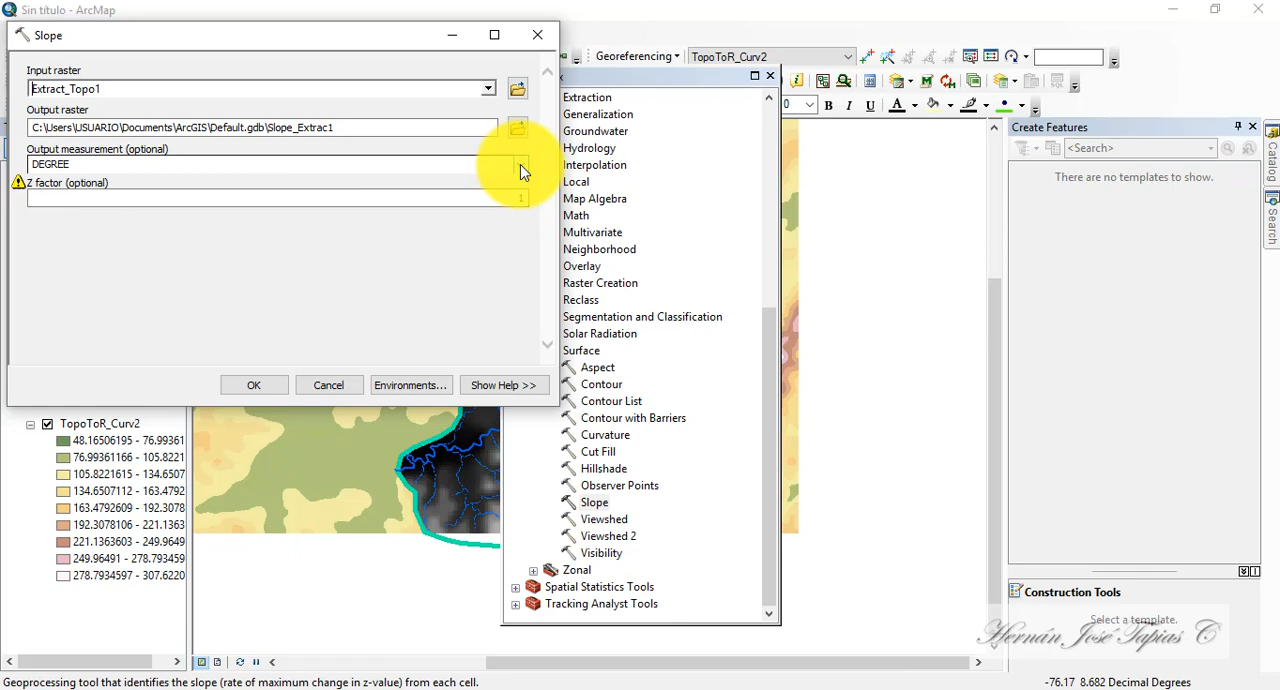 Sin título - ArcMap
Slope
Input raster
Extract_Topo1
Output raster
C:\Users\USUARIO\Documents\ArcGIS\Default.gdb\Slope_Extrac1
Output measurement (optional)
DEGREE
Z factor (optional)
1
OK
Cancel
Environments...
Show Help >>
Georeferencing
TopoToR_Curv2
0
B
I
U
A
Extraction
Generalization
Groundwater
Hydrology
Interpolation
Local
Map Algebra
Math
Multivariate
Neighborhood
Overlay
Raster Creation
Reclass
Segmentation and Classification
Solar Radiation
Surface
Aspect
Contour
Contour List
Contour with Barriers
Curvature
Cut Fill
Hillshade
Observer Points
Slope
Viewshed
Viewshed 2
Visibility
Zonal
Spatial Statistics Tools
Tracking Analyst Tools
Create Features
<Search>
There are no templates to show.
Catalog
Search
Construction Tools
Select a template.
Hernán José Tapias C
TopoToR_Curv2
48.16506195 - 76.99361
76.99361166 - 105.8221
105.8221615 - 134.6507
134.6507112 - 163.4792
163.4792609 - 192.3078
192.3078106 - 221.1363
221.1363603 - 249.9649
249.96491 - 278.793459
278.7934597 - 307.6220
Geoprocessing tool that identifies the slope (rate of maximum change in z-value) from each cell.
-76.17 8.682 Decimal Degrees